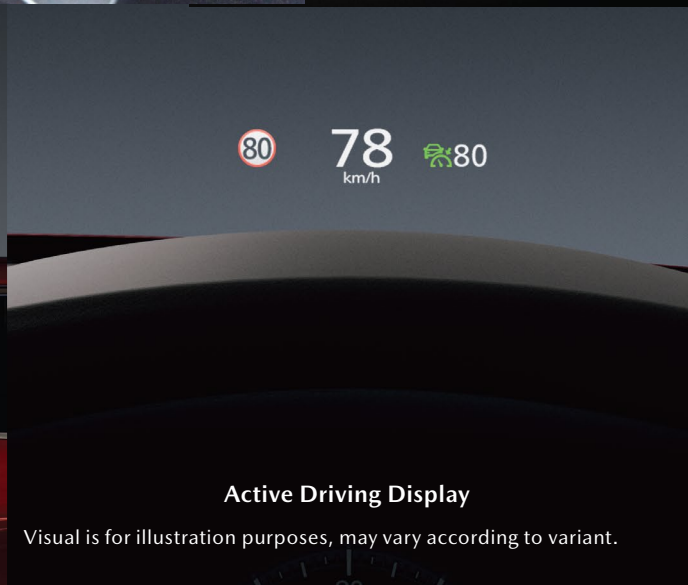 80 78 80
km/h
Active Driving Display
Visual is for illustration purposes, may vary according to variant.